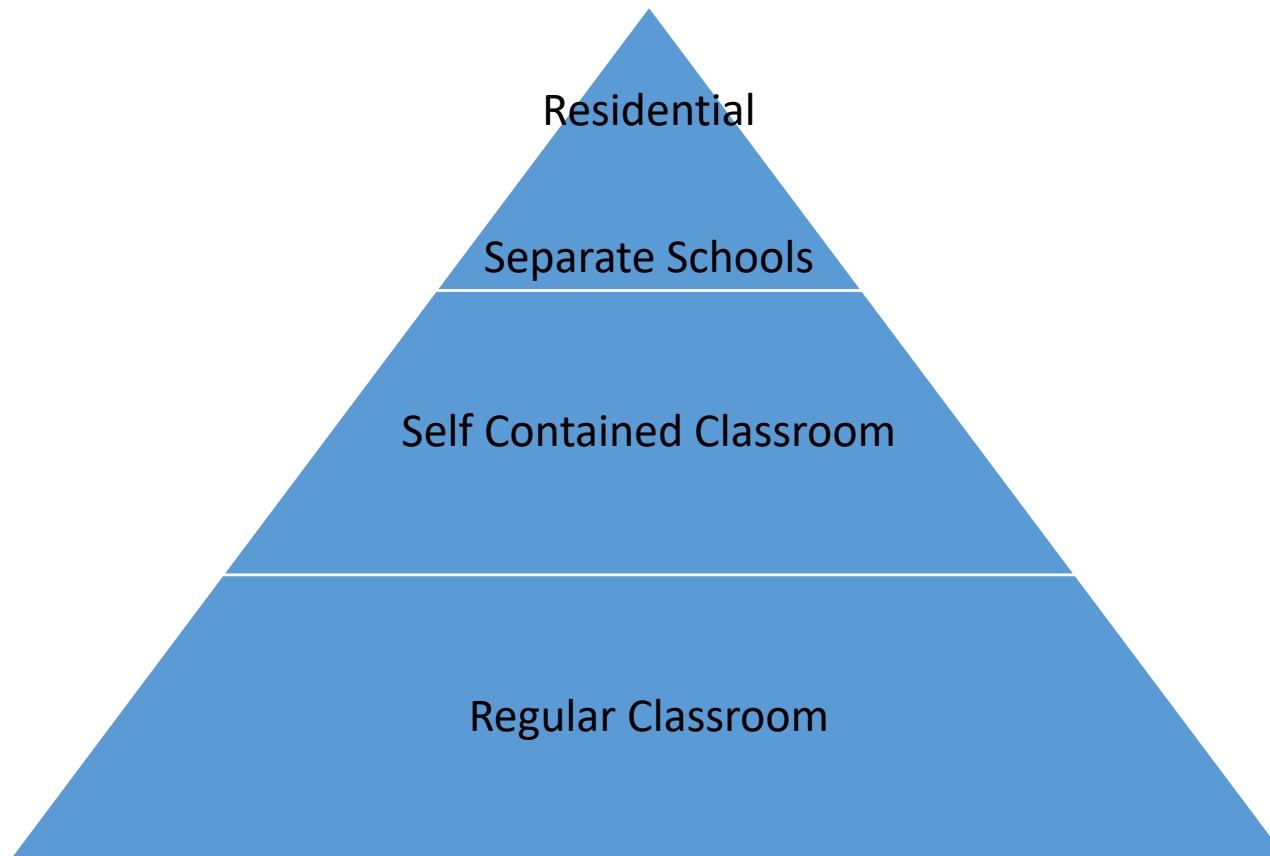 Residential
Separate Schools
Self Contained Classroom
Regular Classroom